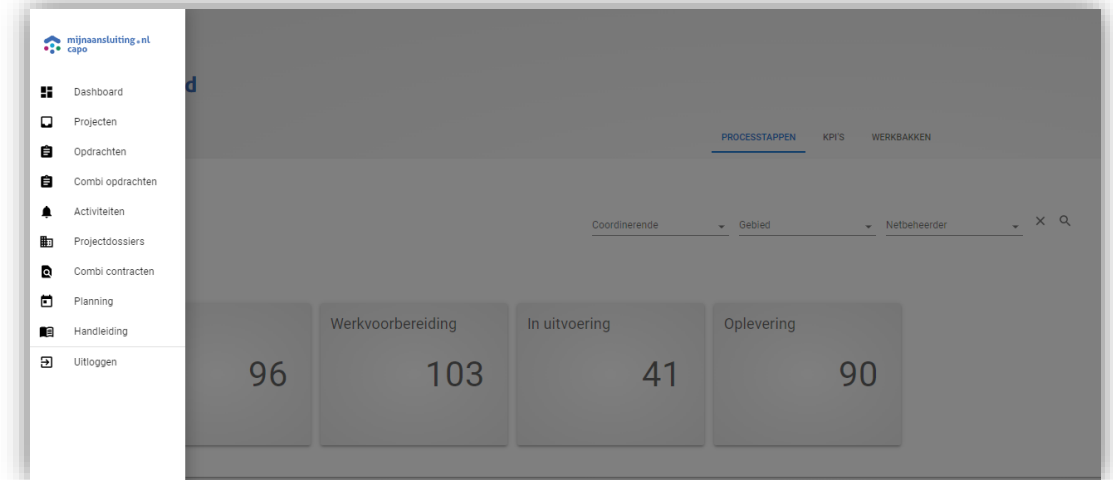 mijnaansluiting.nl
capo
Dashboard
Projecten
Opdrachten
Combi opdrachten
Activiteiten
Projectdossiers
Combi contracten
Planning
Handleiding
Uitloggen
d
PROCESSTAPPEN KPI'S WERKBAKKEN
Coordinerende Gebied Netbeheerder
Werkvoorbereiding In uitvoering Oplevering
96 103 41 90